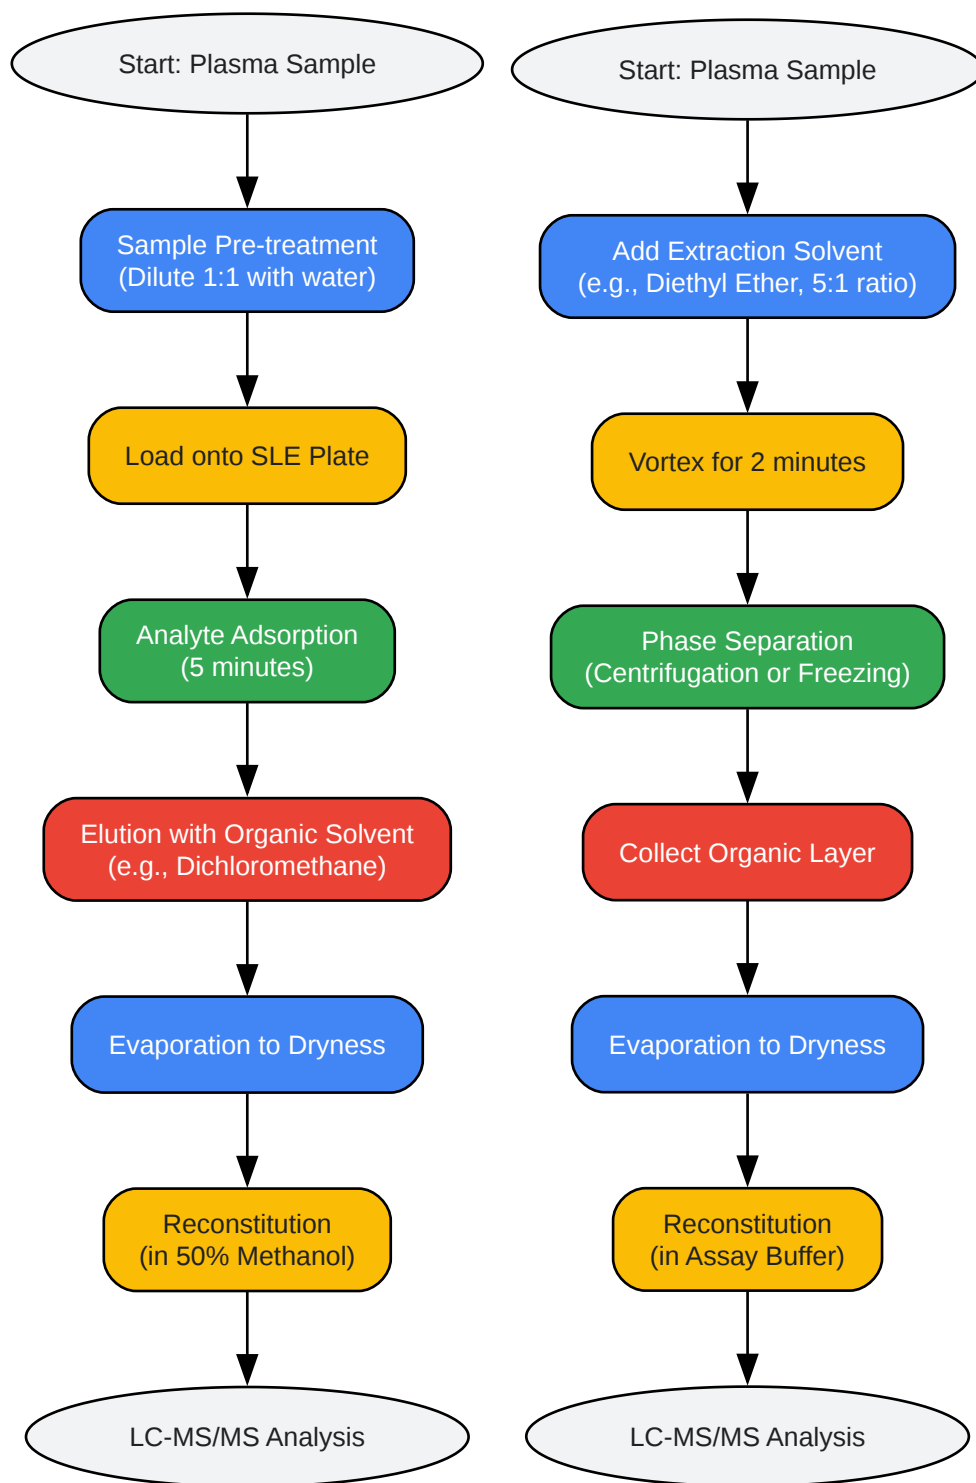 Start: Plasma Sample
Sample Pre-treatment
(Dilute 1:1 with water)
Load onto SLE Plate
Analyte Adsorption
(5 minutes)
Elution with Organic Solvent
(e.g., Dichloromethane)
Evaporation to Dryness
Reconstitution
(in 50% Methanol)
LC-MS/MS Analysis
Start: Plasma Sample
Add Extraction Solvent
(e.g., Diethyl Ether, 5:1 ratio)
Vortex for 2 minutes
Phase Separation
(Centrifugation or Freezing)
Collect Organic Layer
Evaporation to Dryness
Reconstitution
(in Assay Buffer)
LC-MS/MS Analysis